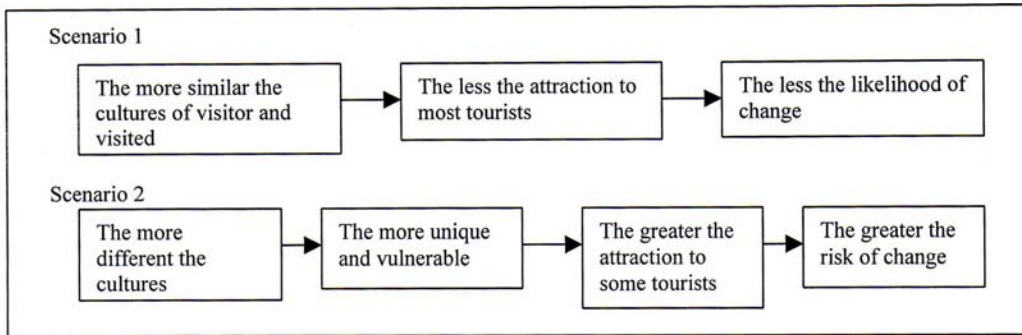 Scenario 1
The more similar the
cultures of visitor and
visited
The less the attraction to
most tourists
The less the likelihood of
change
Scenario 2
The more
different the
cultures
The more unique
and vulnerable
The greater the
attraction to
some tourists
The greater the
risk of change